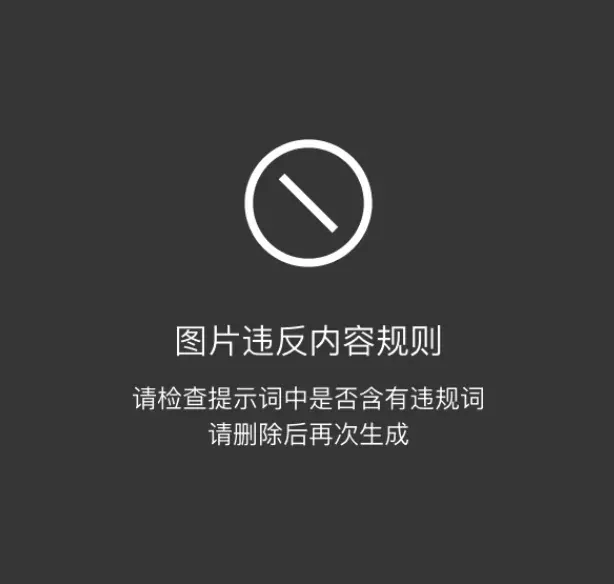 图片违反内容规则
请检查提示词中是否含有违规词
请删除后再次生成